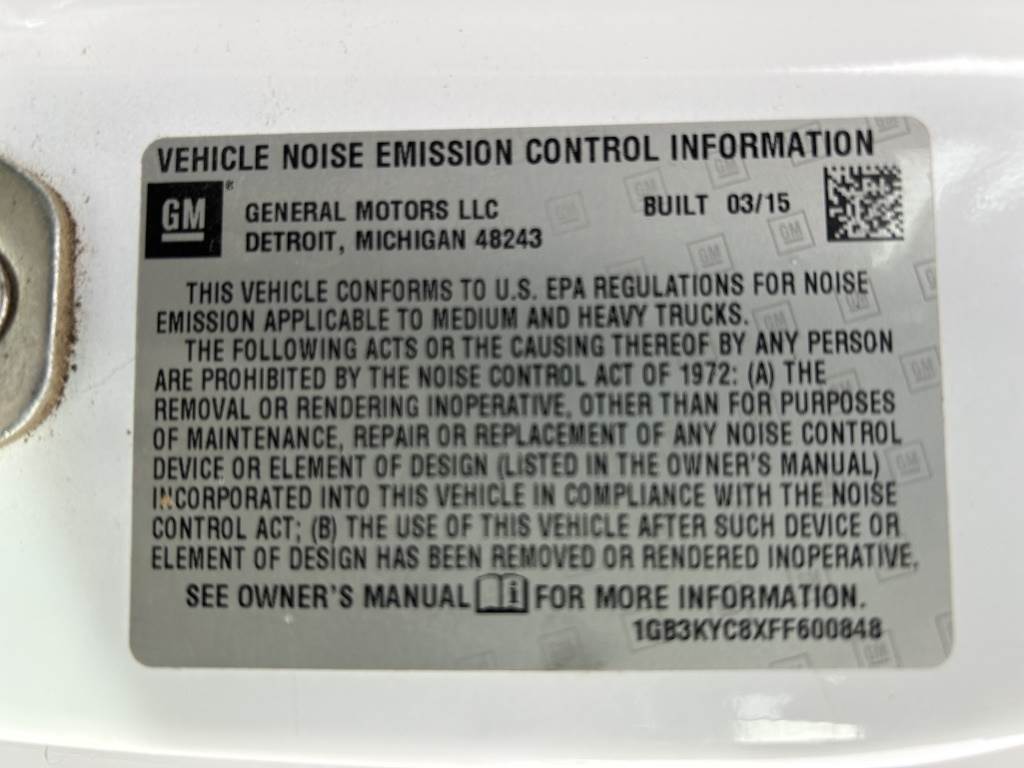 VEHICLE NOISE EMISSION CONTROL INFORMATION
GM®
GENERAL MOTORS LLC
DETROIT, MICHIGAN 48243
BUILT 03/15
THIS VEHICLE CONFORMS TO U.S. EPA REGULATIONS FOR NOISE
EMISSION APPLICABLE TO MEDIUM AND HEAVY TRUCKS.
THE FOLLOWING ACTS OR THE CAUSING THEREOF BY ANY PERSON
ARE PROHIBITED BY THE NOISE CONTROL ACT OF 1972: (A) THE
REMOVAL OR RENDERING INOPERATIVE, OTHER THAN FOR PURPOSES
OF MAINTENANCE, REPAIR OR REPLACEMENT OF ANY NOISE CONTROL
DEVICE OR ELEMENT OF DESIGN (LISTED IN THE OWNER'S MANUAL)
INCORPORATED INTO THIS VEHICLE IN COMPLIANCE WITH THE NOISE
CONTROL ACT; (B) THE USE OF THIS VEHICLE AFTER SUCH DEVICE OR
ELEMENT OF DESIGN HAS BEEN REMOVED OR RENDERED INOPERATIVE.
SEE OWNER'S MANUAL i FOR MORE INFORMATION.
1GB3KYC8XFF600848